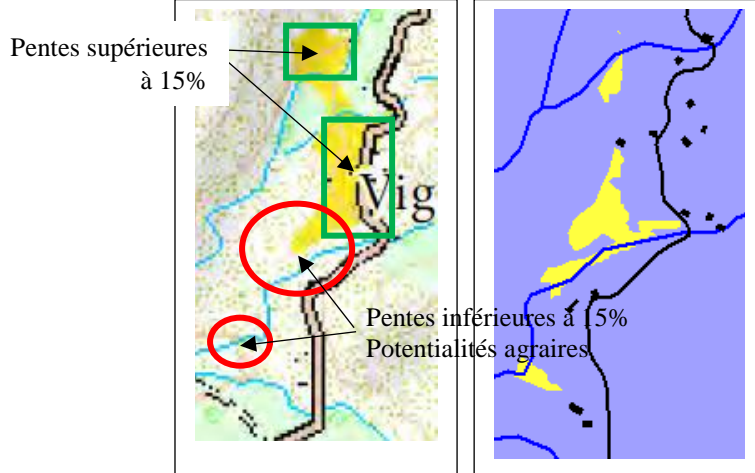 Pentes supérieures
à 15%
Vig
Pentes inférieures à 15%
Potentialités agraires